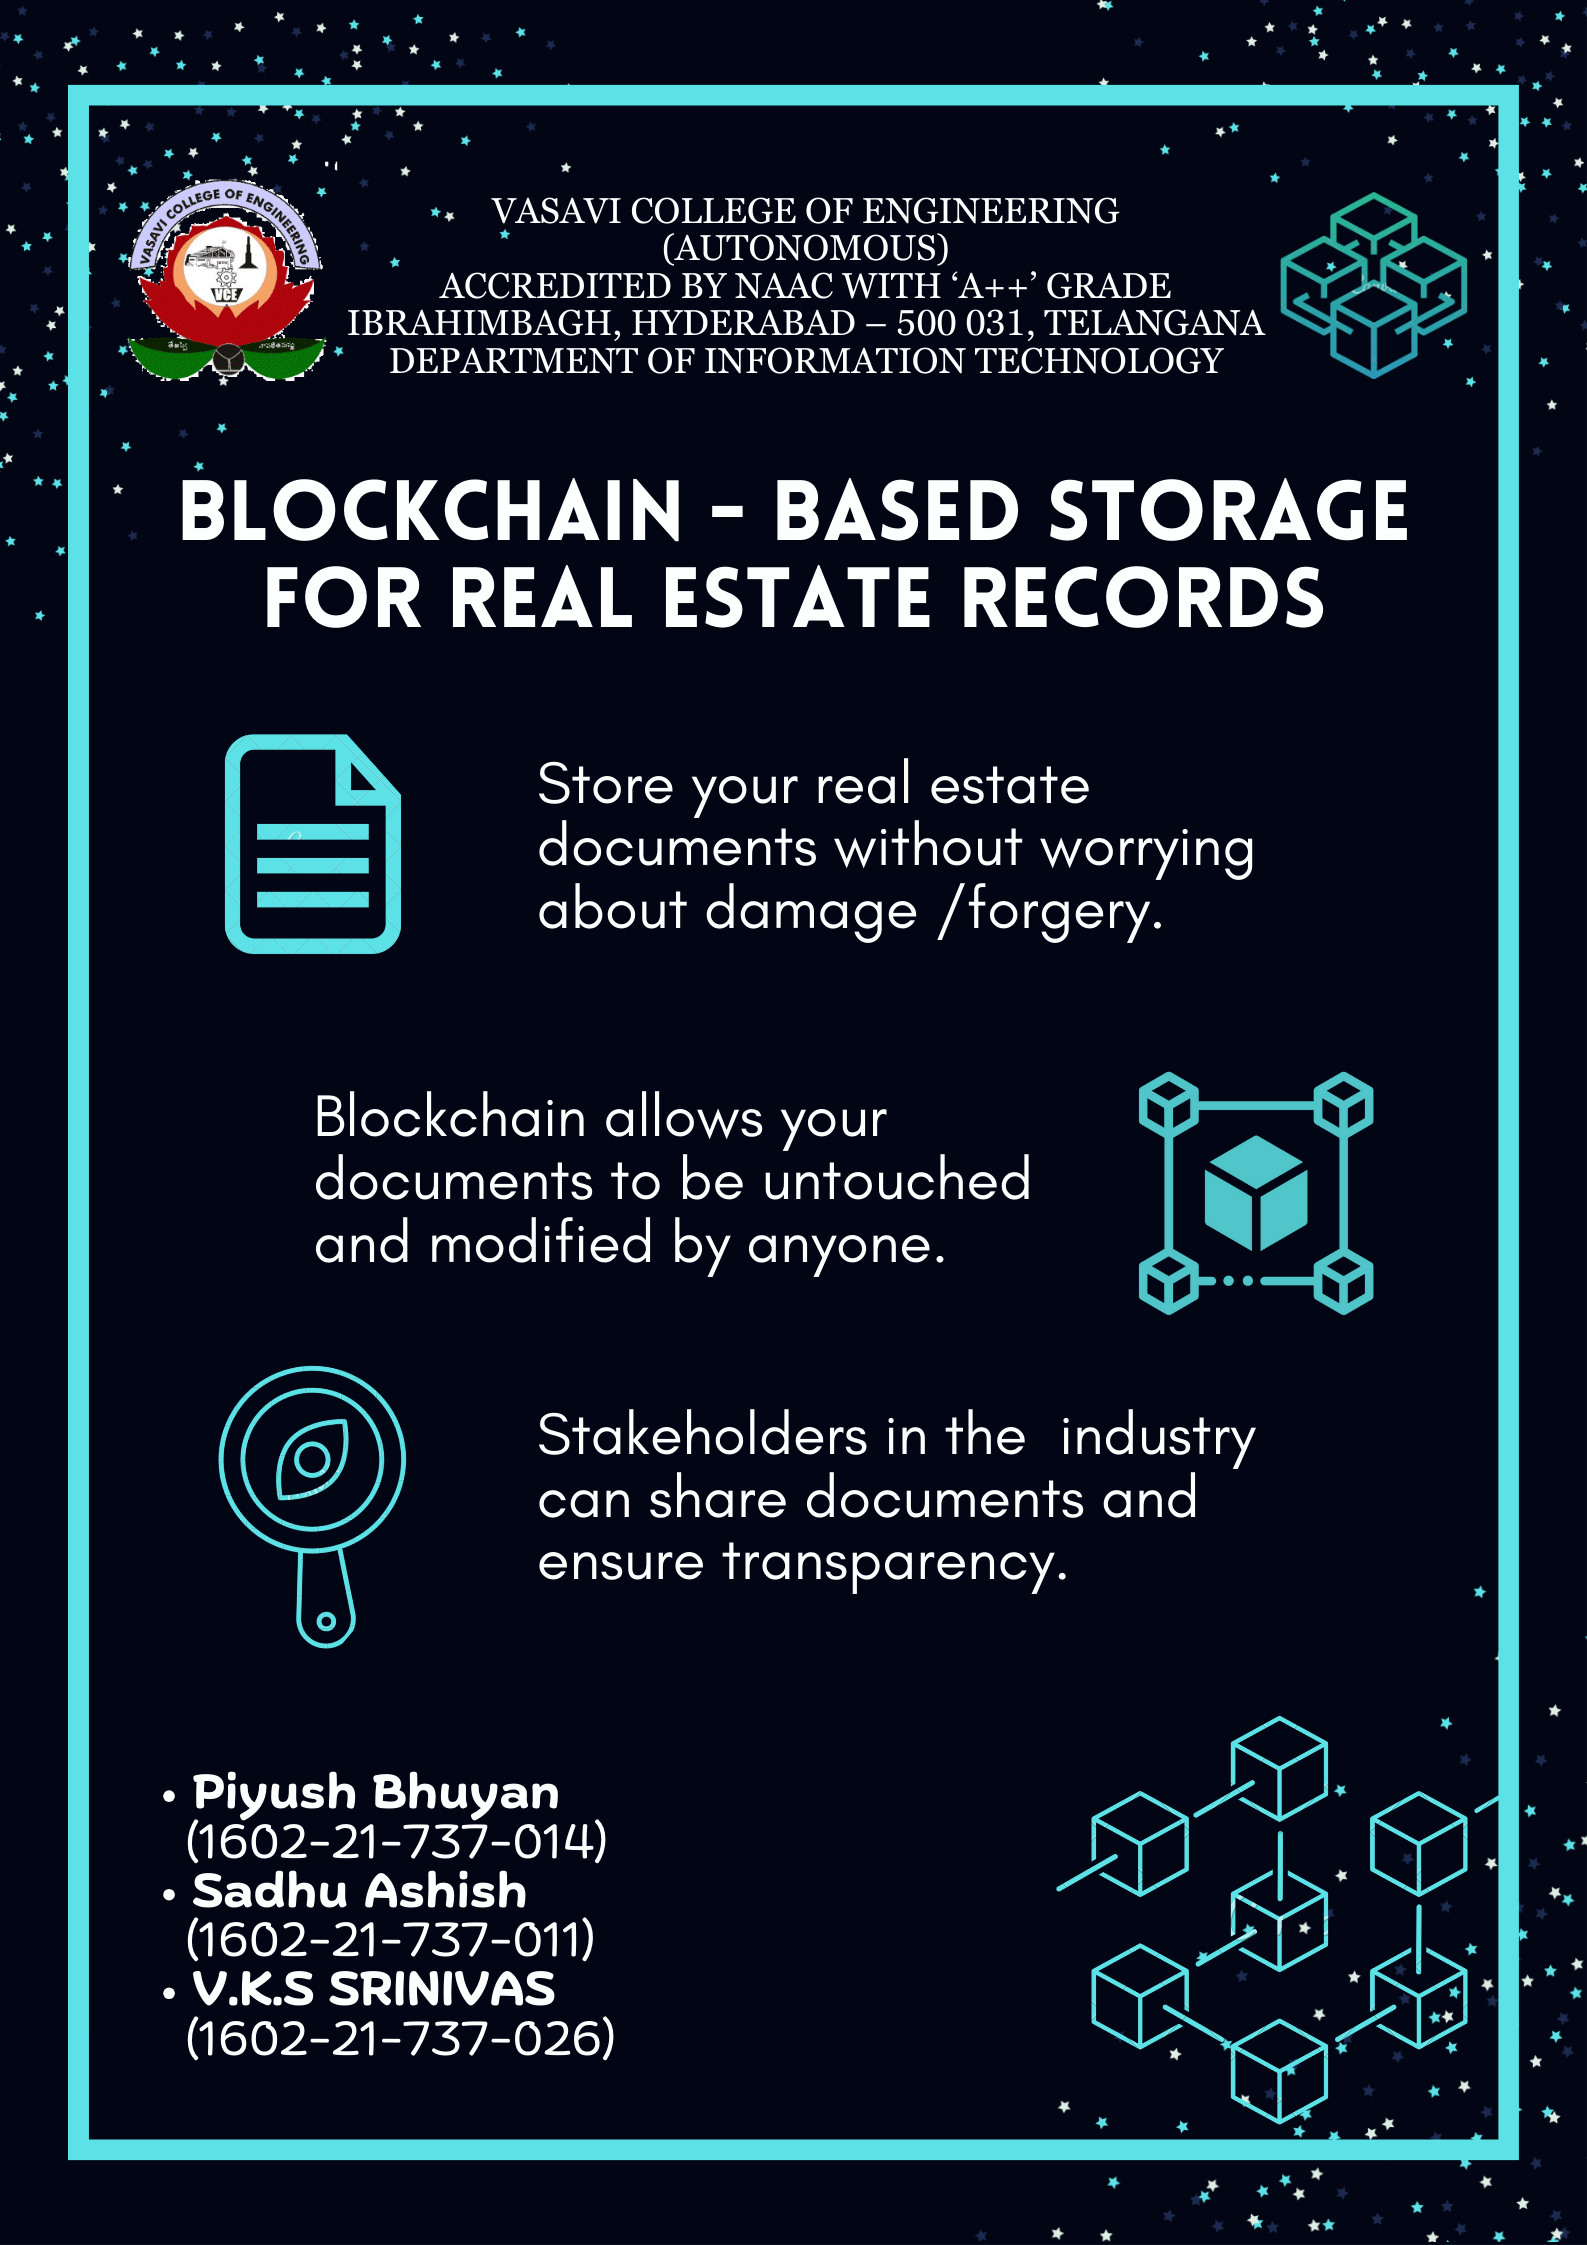 VASAVI COLLEGE OF ENGINEERING
VCE
VASAVI COLLEGE OF ENGINEERING
(AUTONOMOUS)
ACCREDITED BY NAAC WITH ‘A++’ GRADE
IBRAHIMBAGH, HYDERABAD – 500 031, TELANGANA
DEPARTMENT OF INFORMATION TECHNOLOGY
BLOCKCHAIN - BASED STORAGE
FOR REAL ESTATE RECORDS
Store your real estate
documents without worrying
about damage /forgery.
Blockchain allows your
documents to be untouched
and modified by anyone.
Stakeholders in the industry
can share documents and
ensure transparency.
• Piyush Bhuyan
(1602-21-737-014)
• Sadhu Ashish
(1602-21-737-011)
• V.K.S SRINIVAS
(1602-21-737-026)